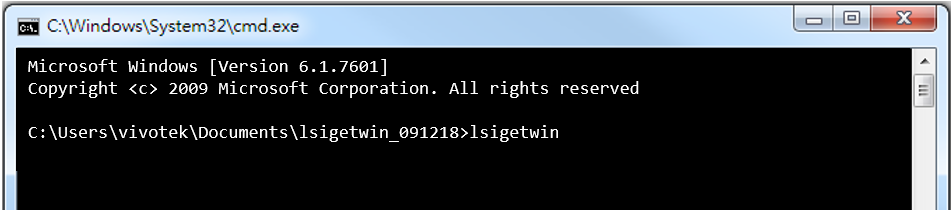 C:\Windows\System32\cmd.exe
Microsoft Windows [Version 6.1.7601]
Copyright <c> 2009 Microsoft Corporation. All rights reserved
C:\Users\vivotek\Documents\lsigetwin_091218>lsigetwin